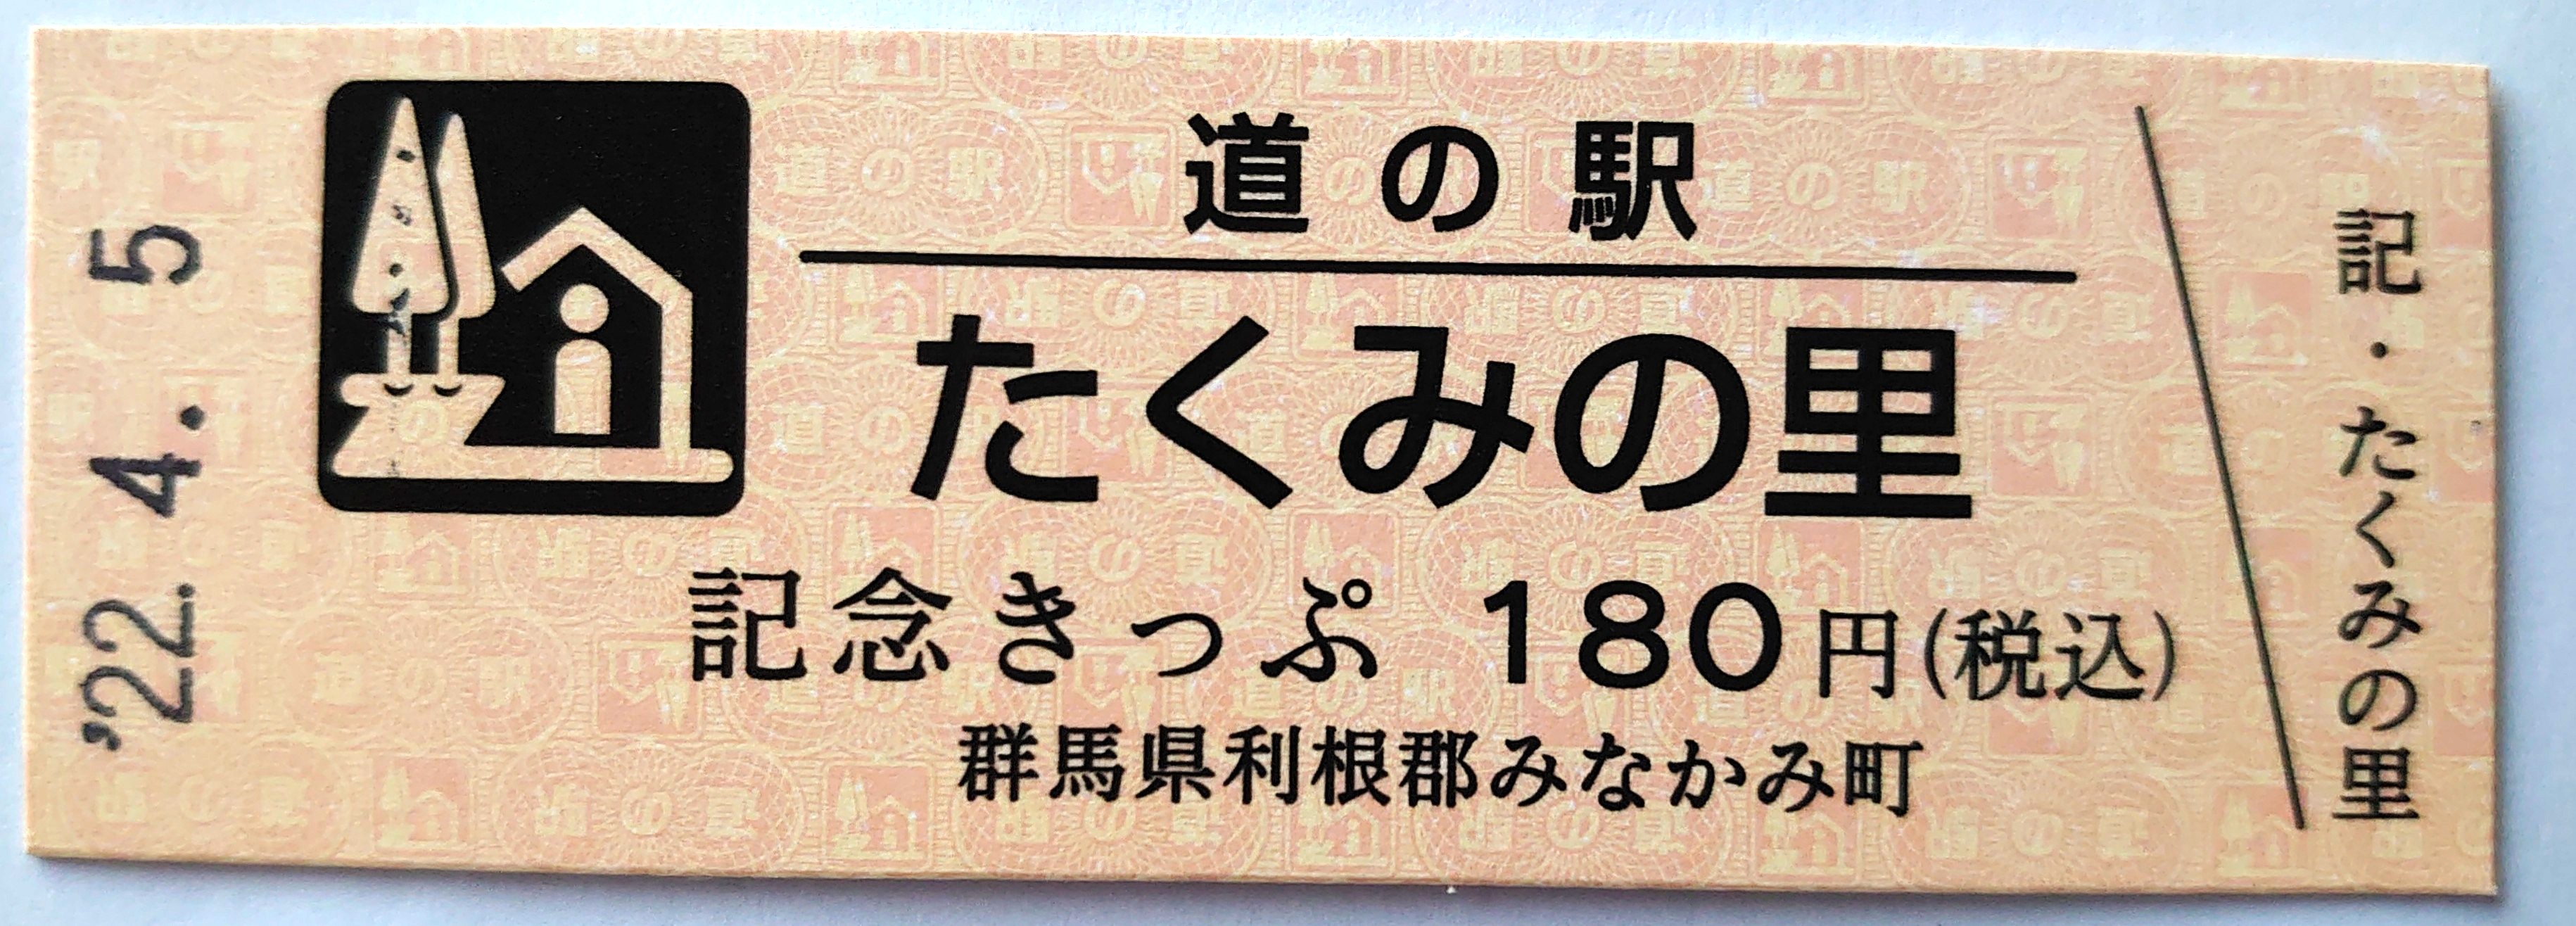 '22. 4. 5
道の駅
たくみの里
記念きっぷ 180円(税込)
群馬県利根郡みなかみ町
記・たくみの里